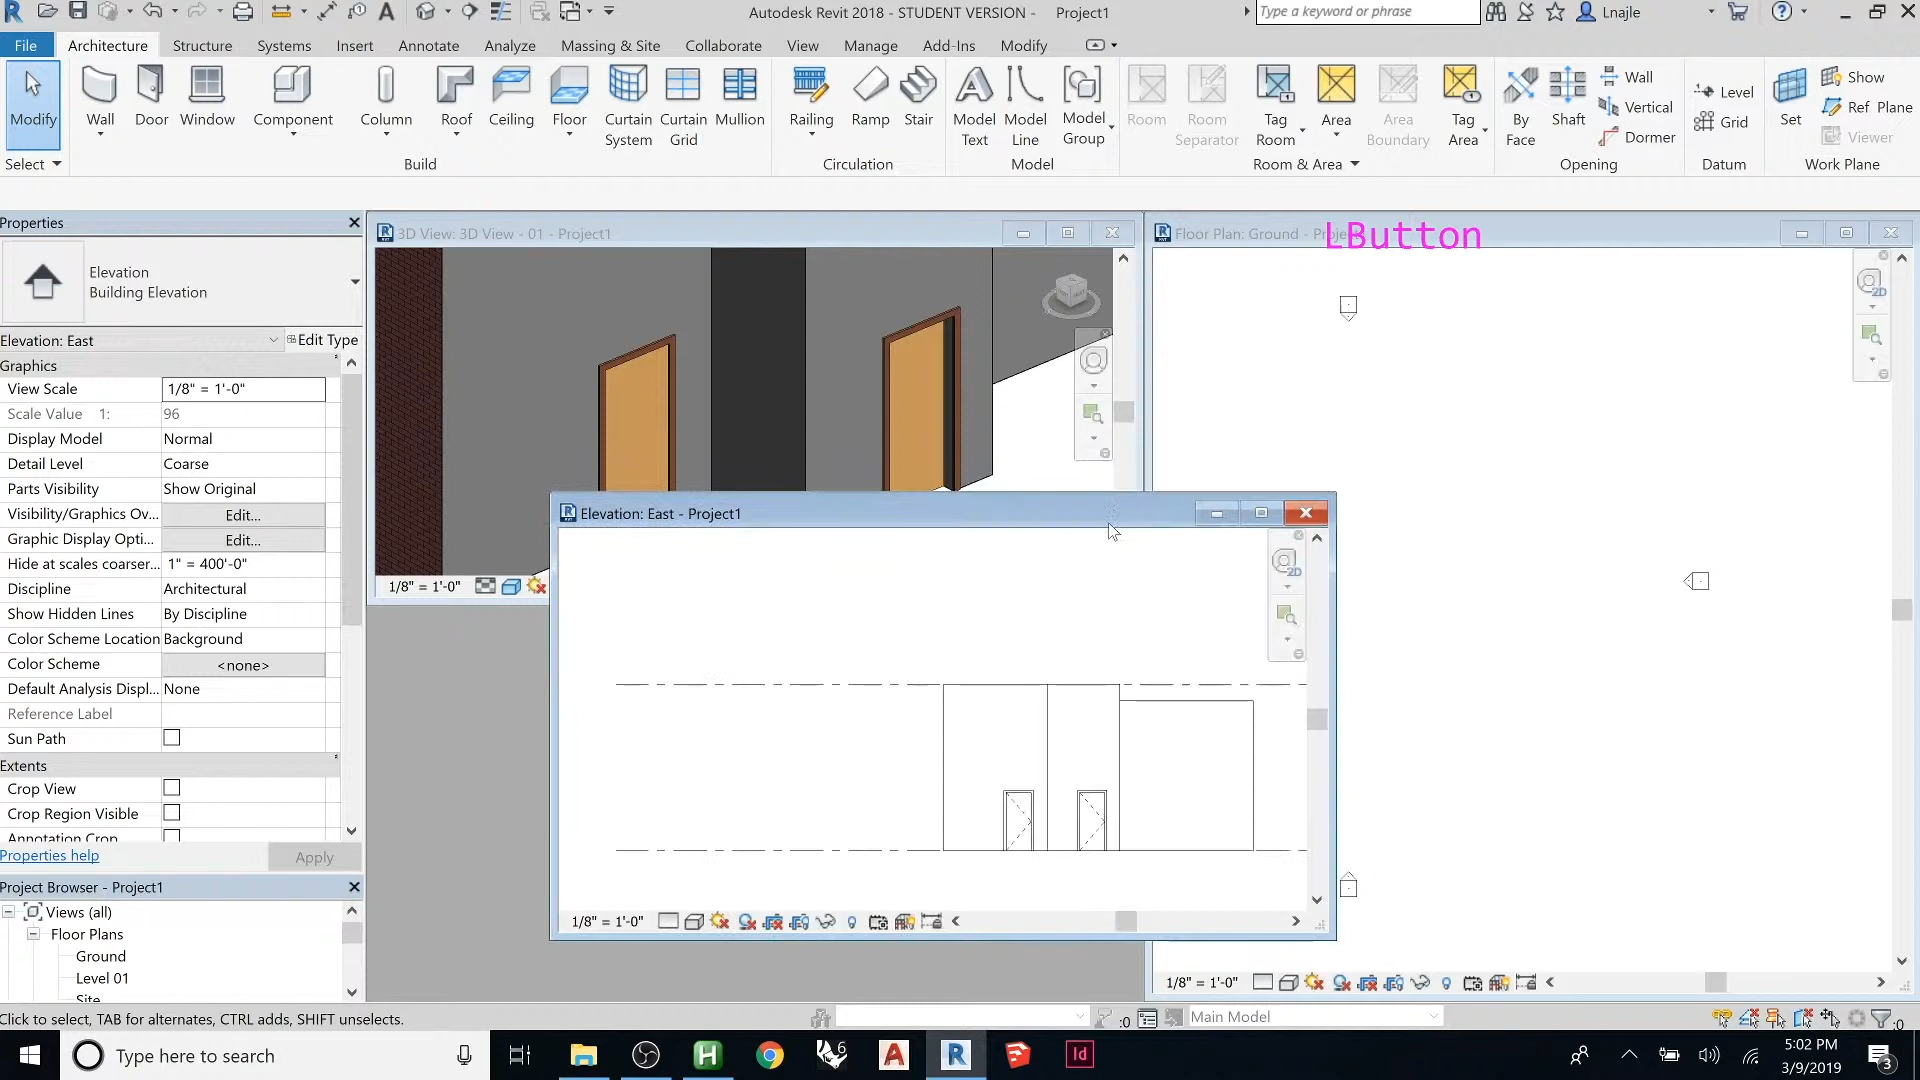 Autodesk Revit 2018 - STUDENT VERSION - Project1
Type a keyword or phrase
Lnajle
File Architecture Structure Systems Insert Annotate Analyze Massing & Site Collaborate View Manage Add-Ins Modify
Modify Wall Door Window Component Column Roof Ceiling Floor Curtain System Curtain Grid Mullion Railing Ramp Stair Model Text Model Line Model Group Room Room Separator Tag Room Area Area Boundary Tag Area By Face Shaft Wall Vertical Dormer Level Grid Set Show Ref Plane Viewer
Select Build Circulation Model Room & Area Opening Datum Work Plane
Properties
Elevation
Building Elevation
Elevation: East
Edit Type
Graphics
View Scale 1/8" = 1'-0"
Scale Value 1: 96
Display Model Normal
Detail Level Coarse
Parts Visibility Show Original
Visibility/Graphics Ov... Edit...
Graphic Display Opti... Edit...
Hide at scales coarser... 1" = 400'-0"
Discipline Architectural
Show Hidden Lines By Discipline
Color Scheme Location Background
Color Scheme <none>
Default Analysis Displ... None
Reference Label
Sun Path
Extents
Crop View
Crop Region Visible
Annotation Crop
Properties help Apply
Project Browser - Project1
Views (all)
Floor Plans
Ground
Level 01
Site
3D View: 3D View - 01 - Project1
1/8" = 1'-0"
Floor Plan: Ground - Proj
LButton
2D
1/8" = 1'-0"
Elevation: East - Project1
2D
1/8" = 1'-0"
Click to select, TAB for alternates, CTRL adds, SHIFT unselects.
:0
Main Model
:0
Type here to search
5:02 PM
3/9/2019
3